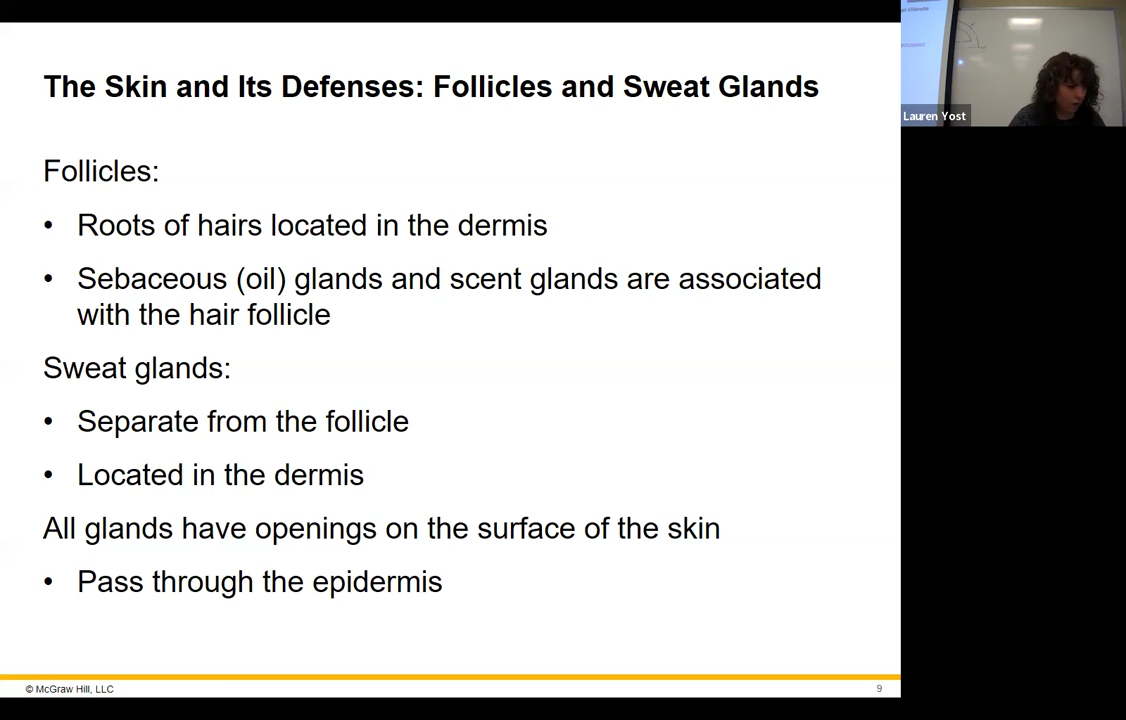 The Skin and Its Defenses: Follicles and Sweat Glands
Follicles:
• Roots of hairs located in the dermis
• Sebaceous (oil) glands and scent glands are associated
with the hair follicle
Sweat glands:
• Separate from the follicle
• Located in the dermis
All glands have openings on the surface of the skin
• Pass through the epidermis
© McGraw Hill, LLC
9
Lauren Yost